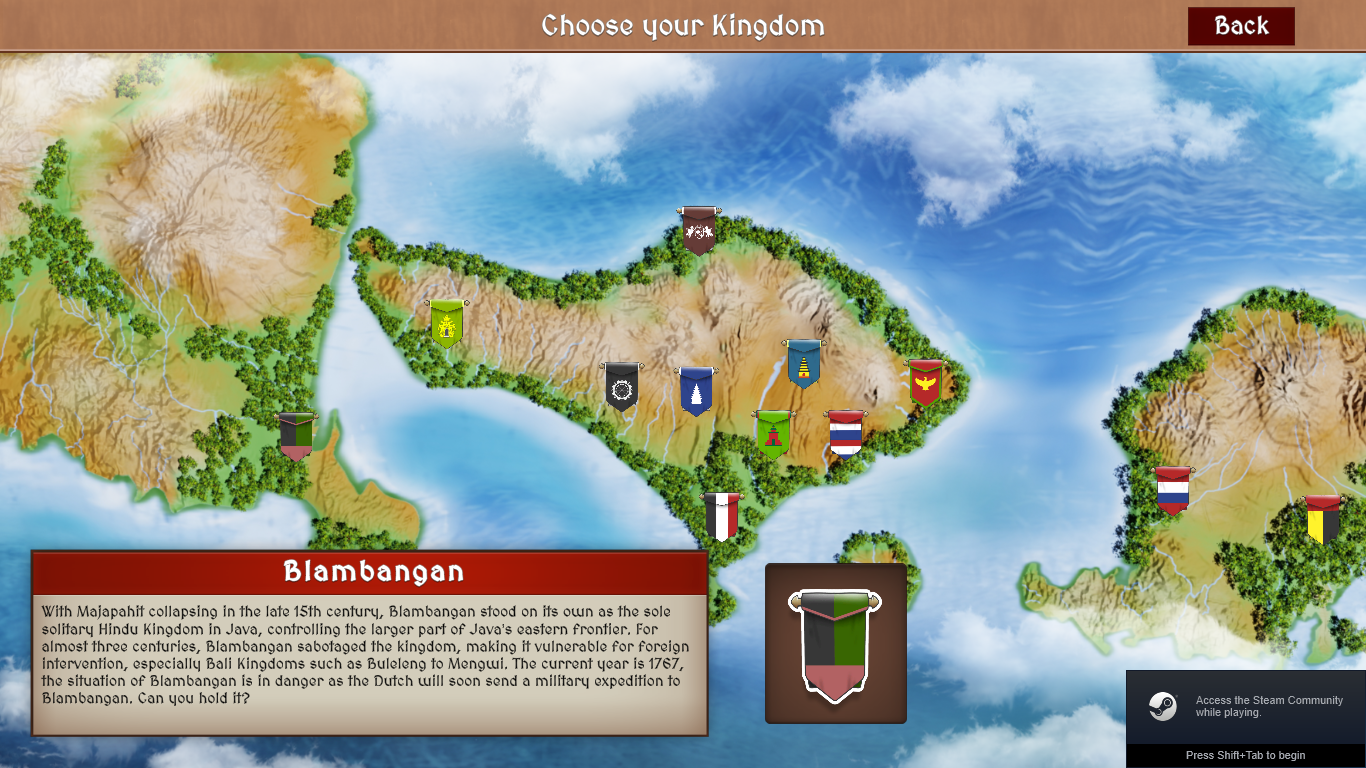 Choose your Kingdom
Back
Blambangan
With Majapahit collapsing in the late 15th century, Blambangan stood on its own as the sole
solitary Hindu Kingdom in Java, controlling the larger part of Java's eastern frontier. For
almost three centuries, Blambangan sabotaged the kingdom, making it vulnerable for foreign
intervention, especially Bali Kingdoms such as Buleleng to Mengwi. The current year is 1767,
the situation of Blambangan is in danger as the Dutch will soon send a military expedition to
Blambangan. Can you hold it?
Access the Steam Community
while playing.
Press Shift+Tab to begin